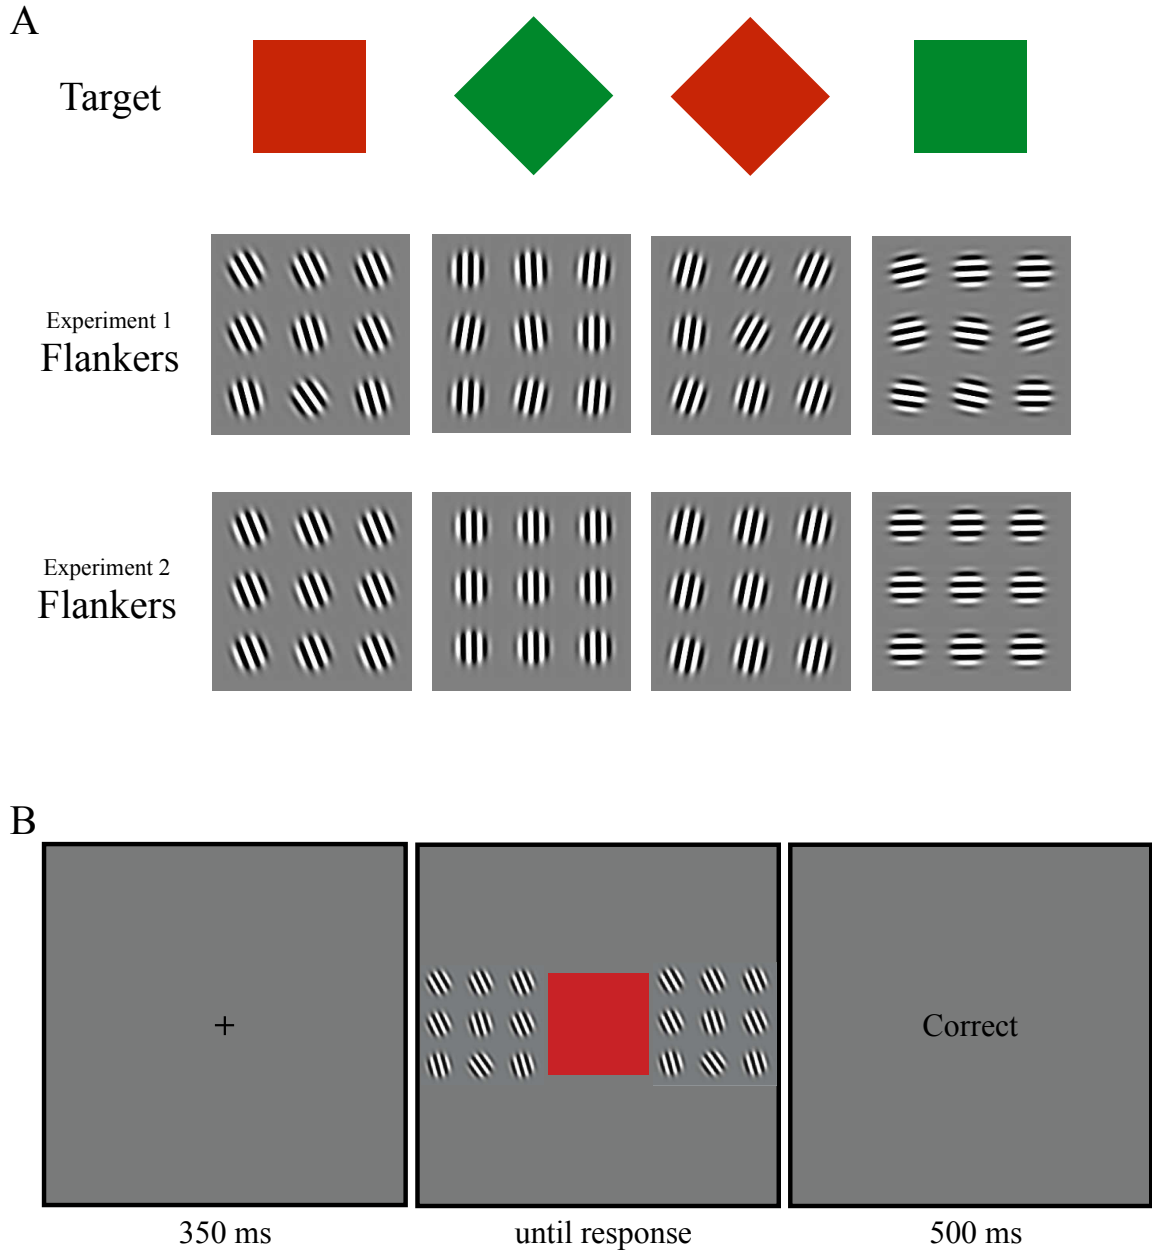 A
Target
Experiment 1
Flankers
Experiment 2
Flankers
B
+
Correct
350 ms
until response
500 ms